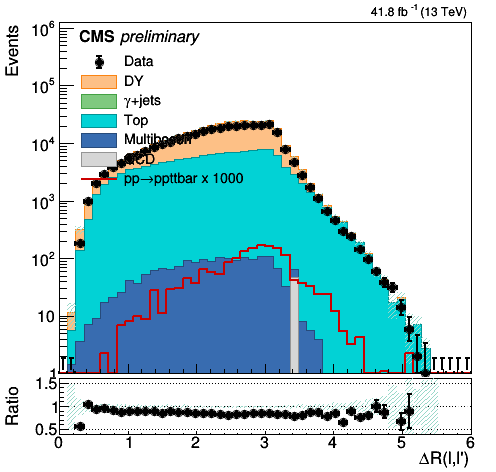 41.8 fb⁻¹ (13 TeV)
CMS preliminary
Data
DY
γ+jets
Top
Multiboson
QCD
pp→ppttbar x 1000
Events
10⁶
10⁵
10⁴
10³
10²
10
1
Ratio
1.5
1
0.5
0 1 2 3 4 5 6
ΔR(l,l')